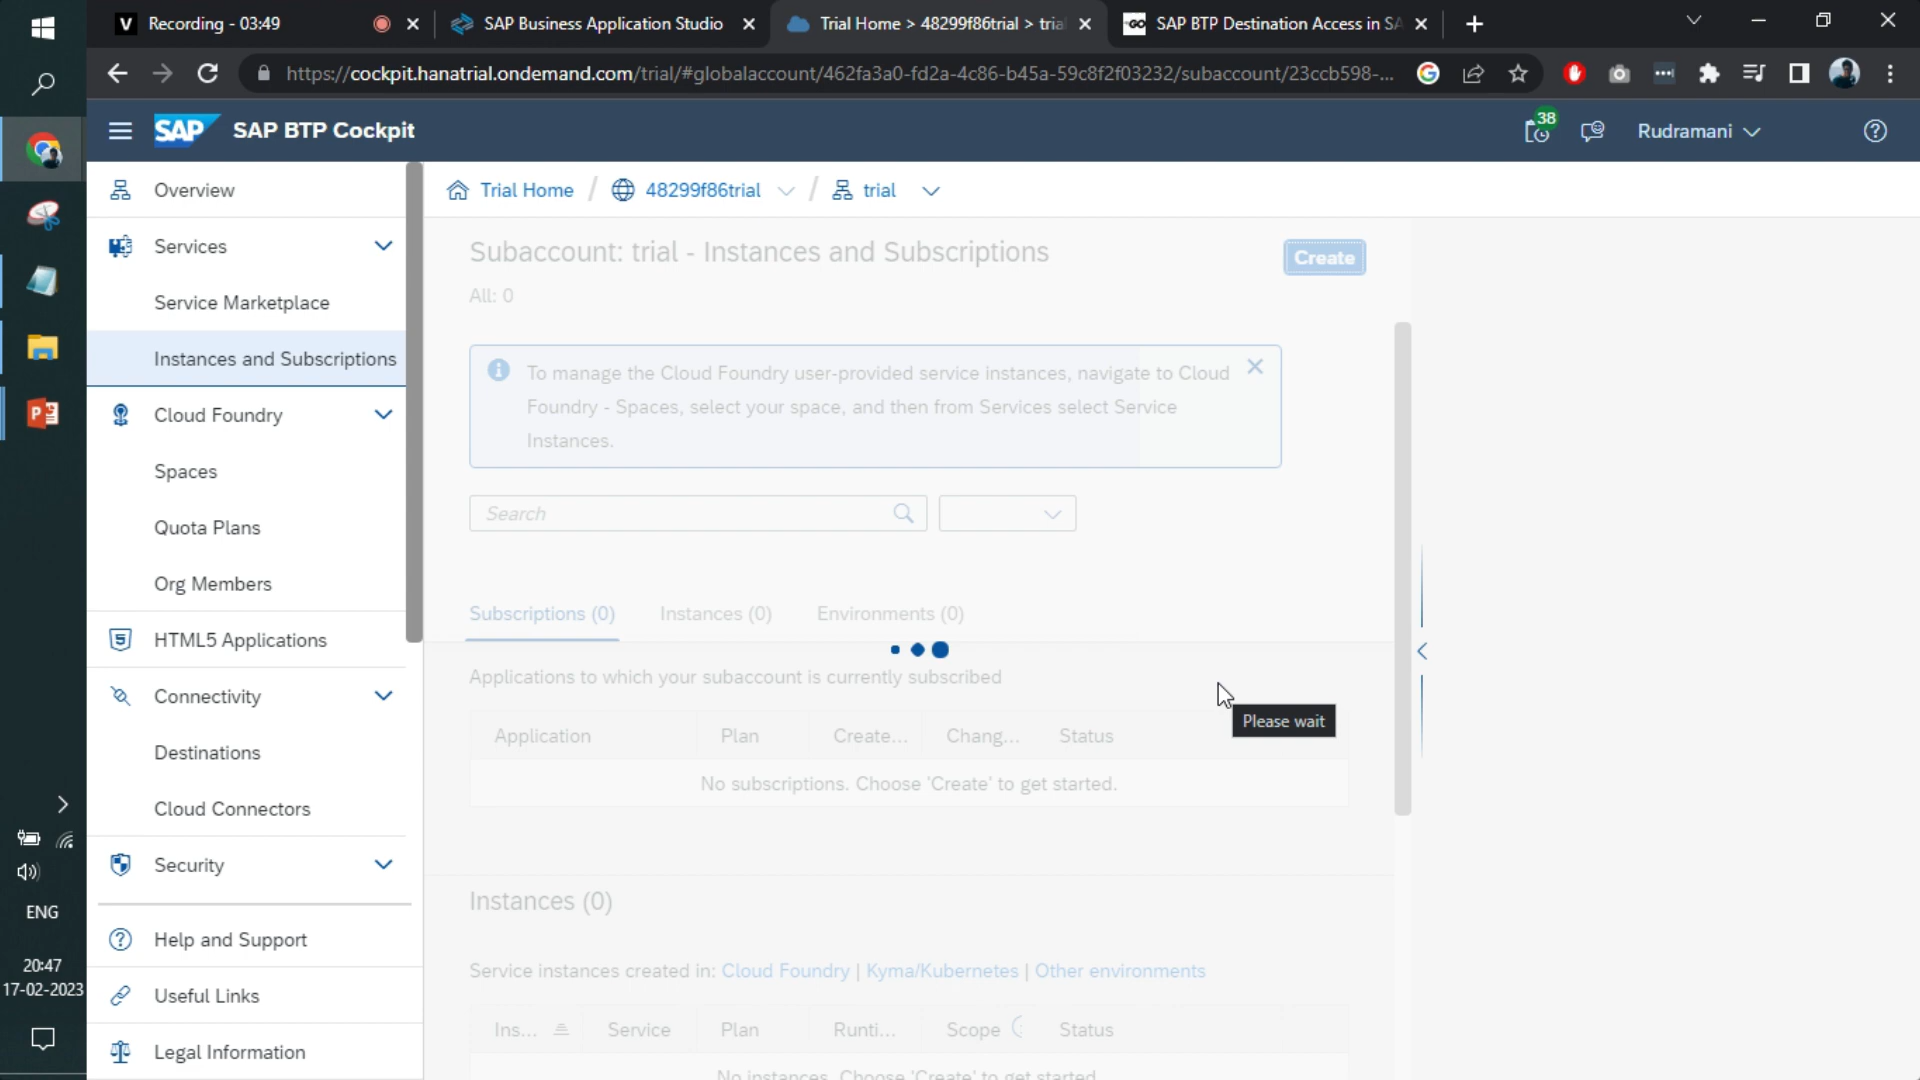 V Recording - 03:49
SAP Business Application Studio
Trial Home > 48299f86trial > tria
GO SAP BTP Destination Access in SA
https://cockpit.hanatrial.ondemand.com/trial/#globalaccount/462fa3a0-fd2a-4c86-b45a-59c8f2f03232/subaccount/23ccb598-...
SAP SAP BTP Cockpit
38
Rudramani
Overview
Services
Service Marketplace
Instances and Subscriptions
Cloud Foundry
Spaces
Quota Plans
Org Members
HTML5 Applications
Connectivity
Destinations
Cloud Connectors
Security
Help and Support
Useful Links
Legal Information
Trial Home / 48299f86trial / trial
Subaccount: trial - Instances and Subscriptions
Create
All: 0
To manage the Cloud Foundry user-provided service instances, navigate to Cloud
Foundry - Spaces, select your space, and then from Services select Service
Instances.
Search
Subscriptions (0) Instances (0) Environments (0)
Applications to which your subaccount is currently subscribed
Please wait
Application Plan Create... Chang... Status
No subscriptions. Choose 'Create' to get started.
Instances (0)
Service instances created in: Cloud Foundry | Kyma/Kubernetes | Other environments
Ins... Service Plan Runti... Scope Status
No instances. Choose 'Create' to get started.
ENG
20:47
17-02-2023